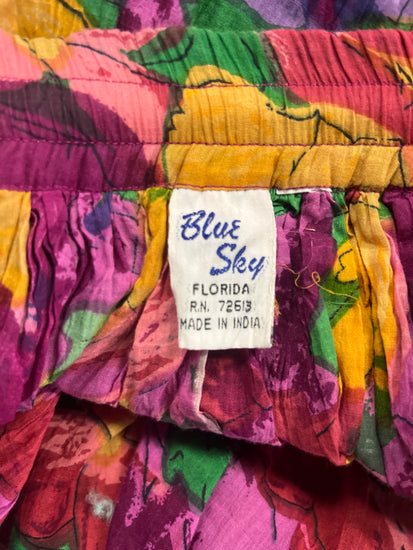 Blue
Sky
FLORIDA
R.N. 72613
MADE IN INDIA